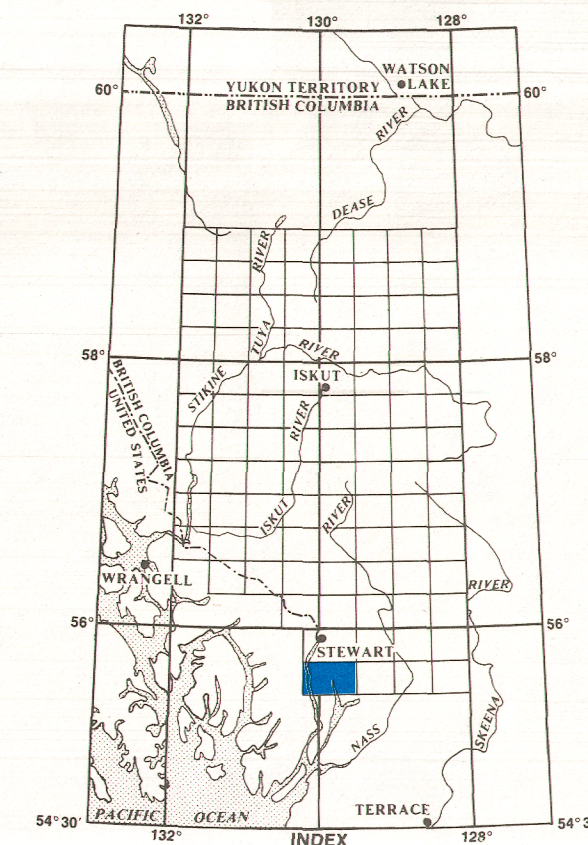 132° 130° 128°
WATSON
LAKE
60° YUKON TERRITORY 60°
BRITISH COLUMBIA
RIVER
DEASE
RIVER
TUYA
RIVER
58° 58°
ISKUT
STIKINE
RIVER
BRITISH COLUMBIA
UNITED STATES
ISKUT
RIVER
WRANGELL
RIVER
56° 56°
STEWART
SKEENA
NASS
PACIFIC OCEAN
TERRACE
54°30' 54°3
132° INDEX 128°